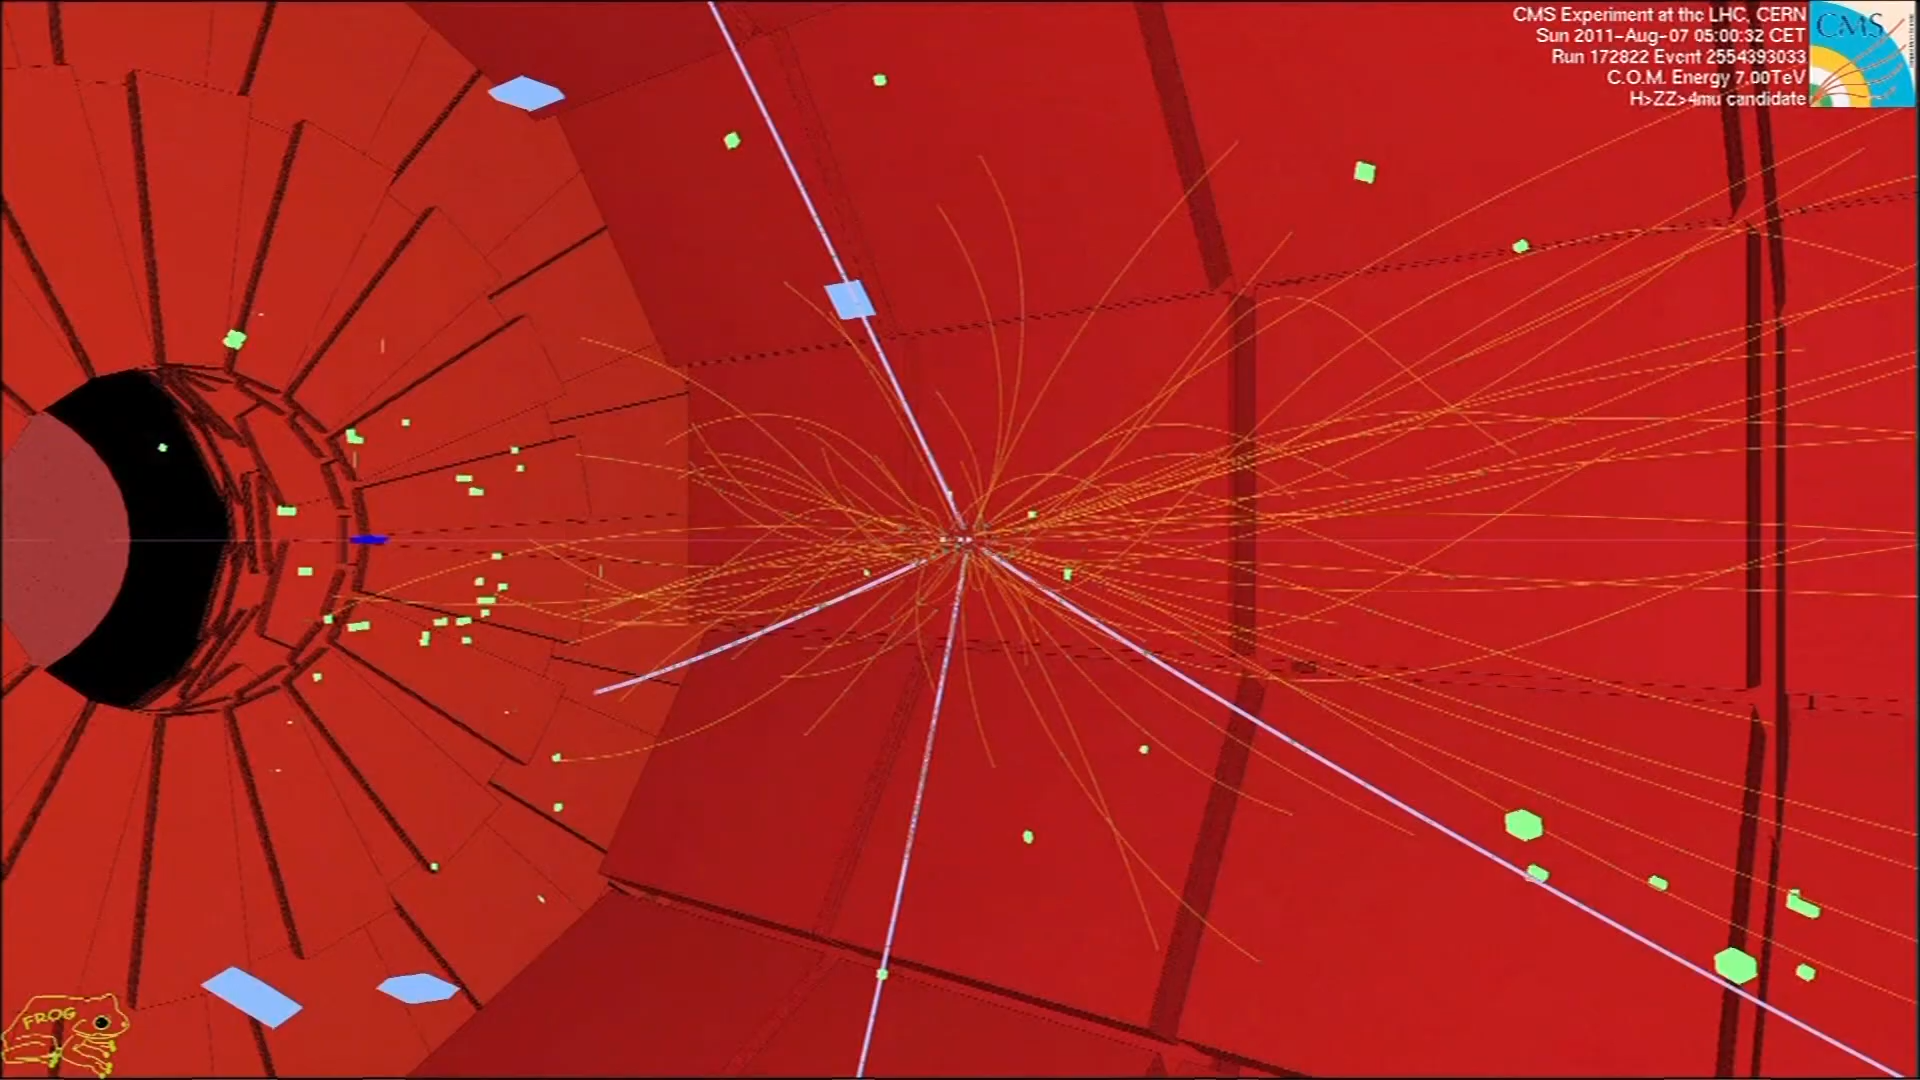 CMS Experiment at the LHC, CERN
Sun 2011-Aug-07 05:00:32 CET
Run 172822 Event 2554393033
C.O.M. Energy 7.00TeV
H>ZZ>4mu candidate
CMS
FROG